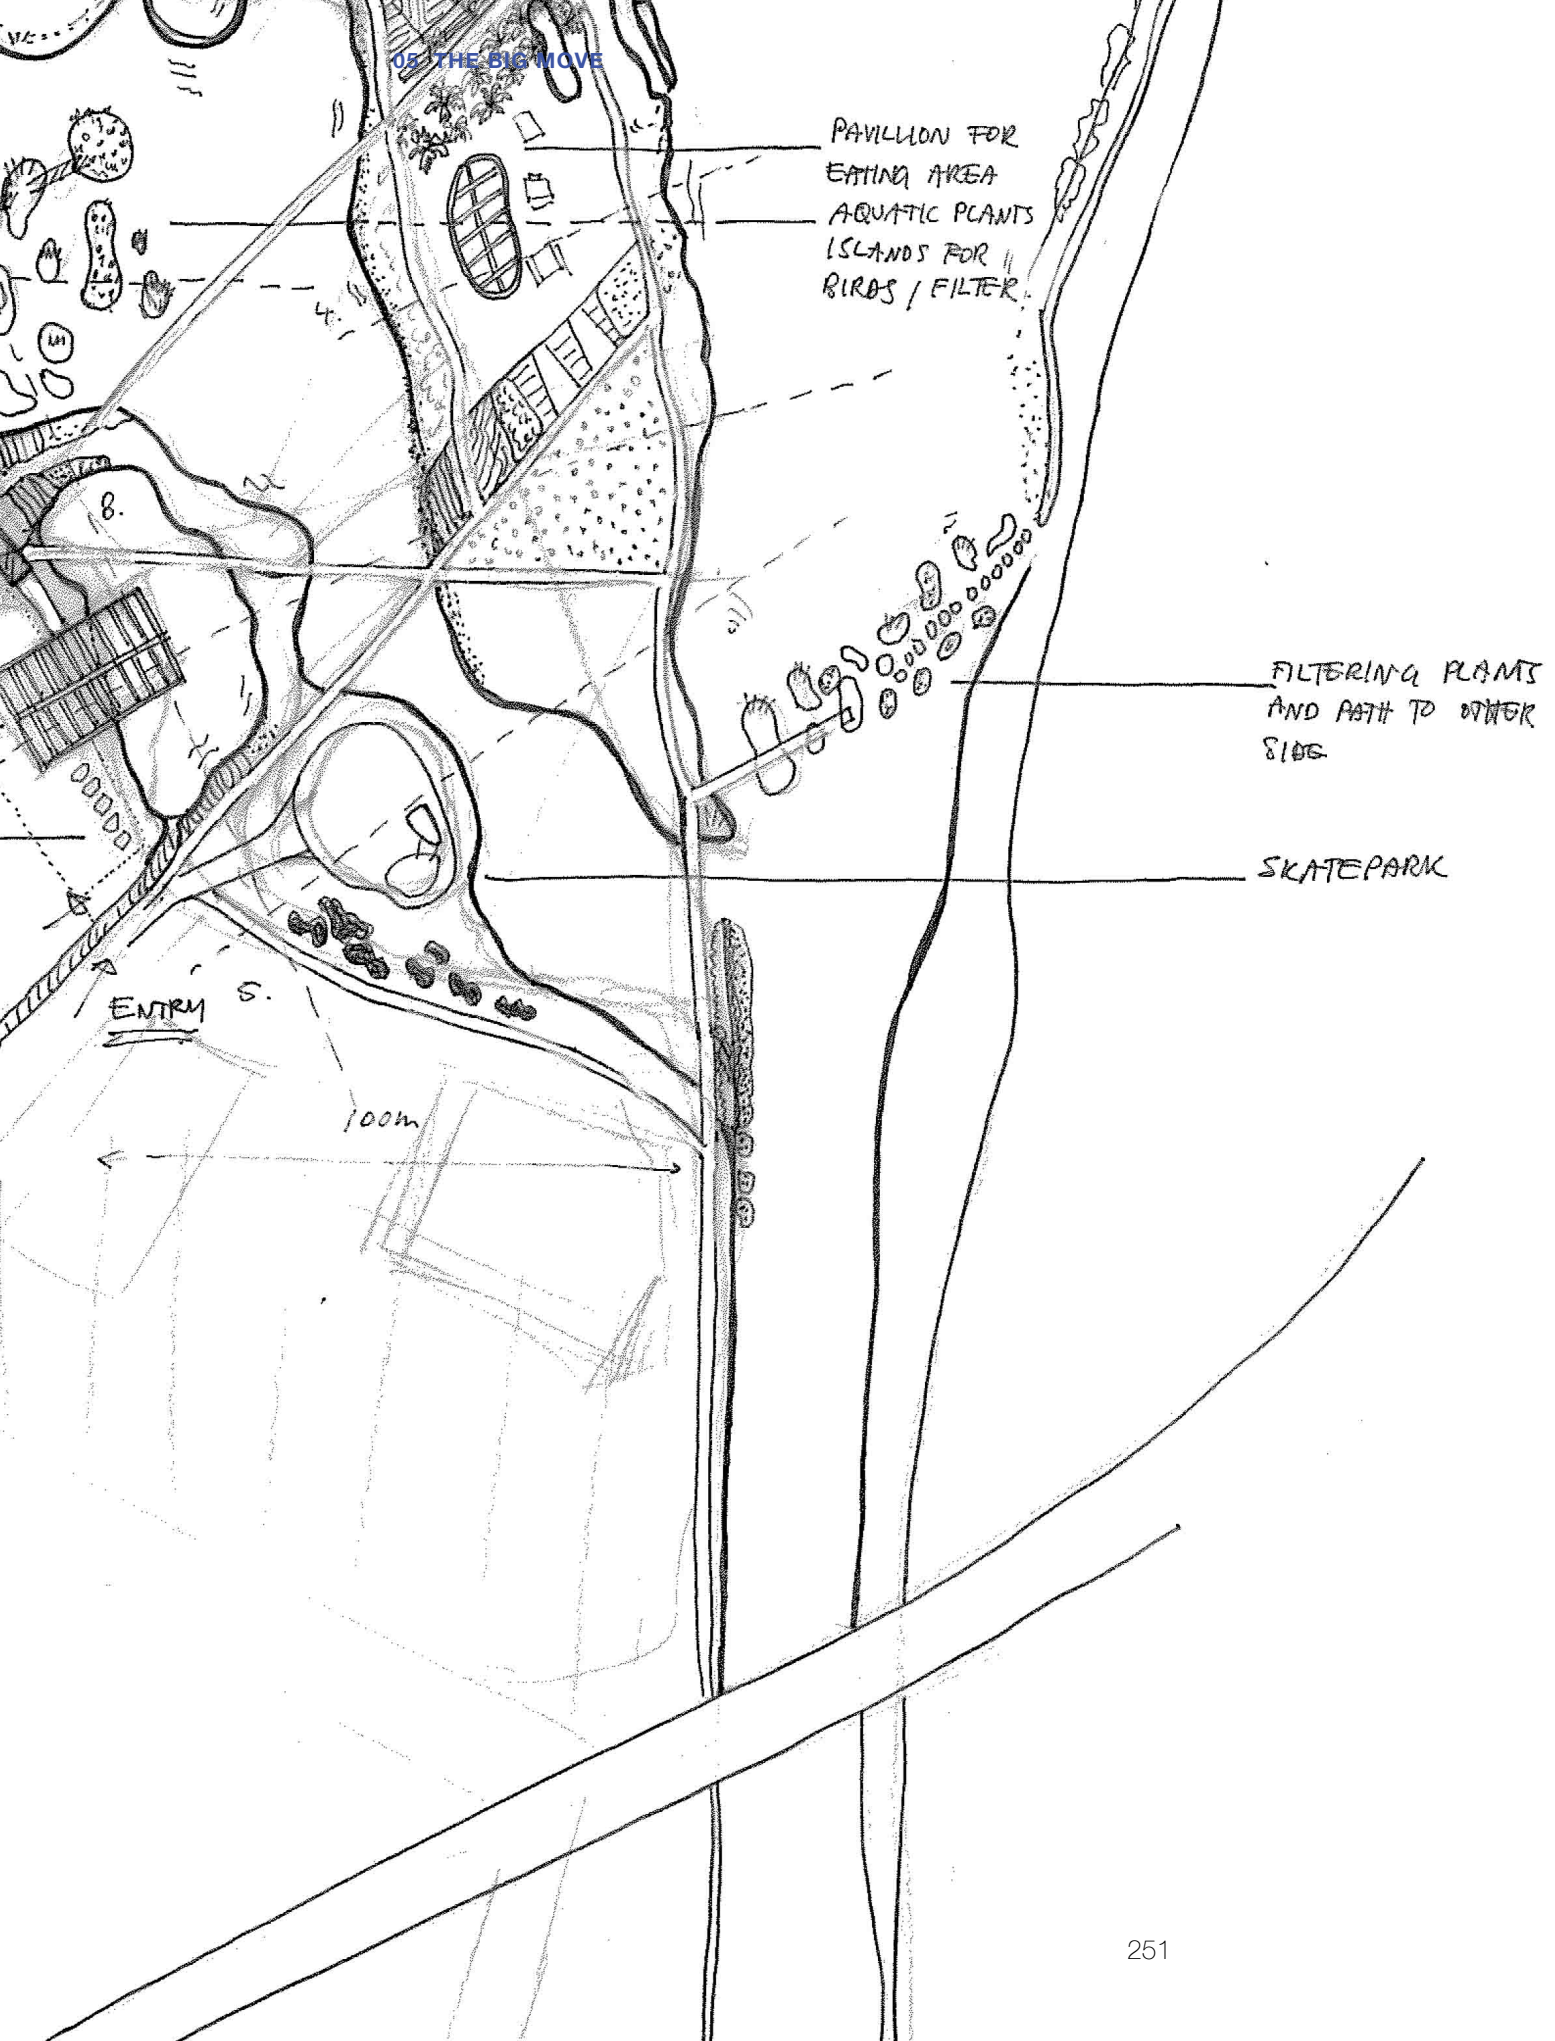 05 THE BIG MOVE
PAVILLION FOR
EATING AREA
AQUATIC PLANTS
ISLANDS FOR
BIRDS / FILTER
4.
8.
FILTERING PLANTS
AND PATH TO OTHER
SIDE
SKATEPARK
ENTRY
5.
100m
251